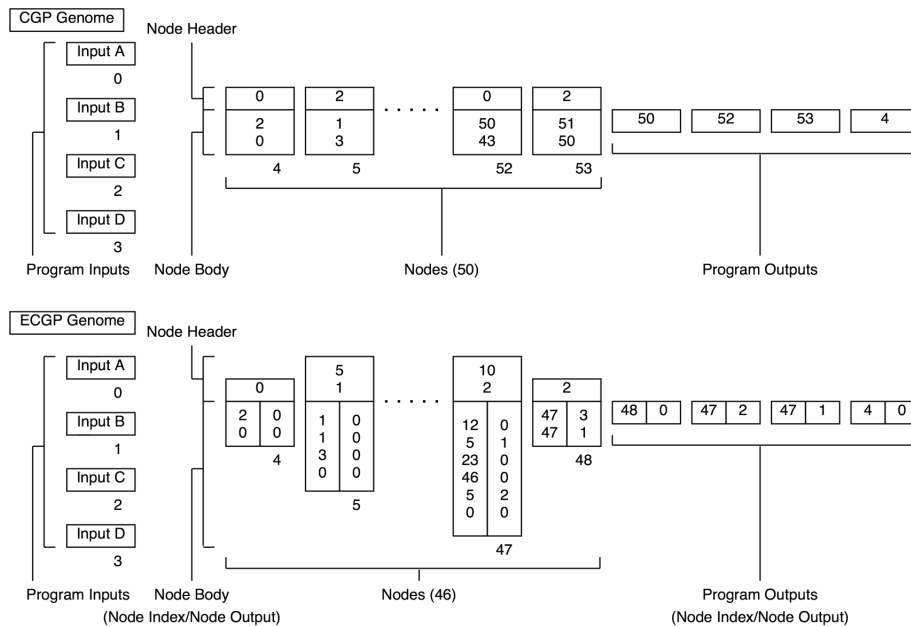 CGP Genome
Node Header
Input A
0
Input B
1
Input C
2
Input D
3
0 2 ..... 0 2
2 1 50 51
0 3 43 50
4 5 52 53
50 52 53 4
Program Inputs Node Body Nodes (50) Program Outputs
ECGP Genome
Node Header
Input A
0
Input B
1
Input C
2
Input D
3
0
2 0
0 0
4
5
1
1 0
1 0
3 0
0 0
5
.....
10
2
12 0
5 1
23 0
46 0
5 2
0 0
47
2
47 3
47 1
48
48 0 47 2 47 1 4 0
Program Inputs Node Body Nodes (46) Program Outputs
(Node Index/Node Output) (Node Index/Node Output)